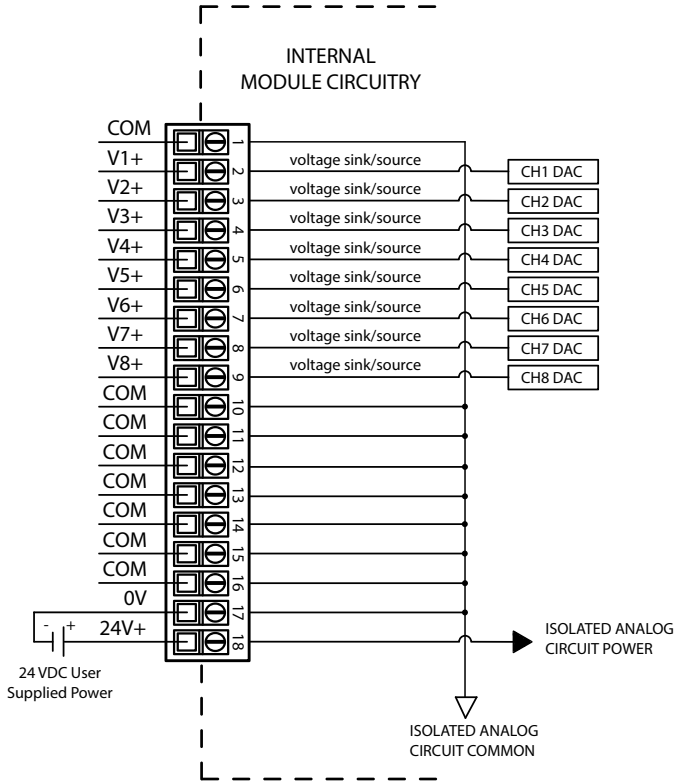 INTERNAL
MODULE CIRCUITRY
COM 1
V1+ 2 voltage sink/source CH1 DAC
V2+ 3 voltage sink/source CH2 DAC
V3+ 4 voltage sink/source CH3 DAC
V4+ 5 voltage sink/source CH4 DAC
V5+ 6 voltage sink/source CH5 DAC
V6+ 7 voltage sink/source CH6 DAC
V7+ 8 voltage sink/source CH7 DAC
V8+ 9 voltage sink/source CH8 DAC
COM 10
COM 11
COM 12
COM 13
COM 14
COM 15
COM 16
0V 17
- + 24V+ 18
ISOLATED ANALOG
CIRCUIT POWER
24 VDC User
Supplied Power
ISOLATED ANALOG
CIRCUIT COMMON